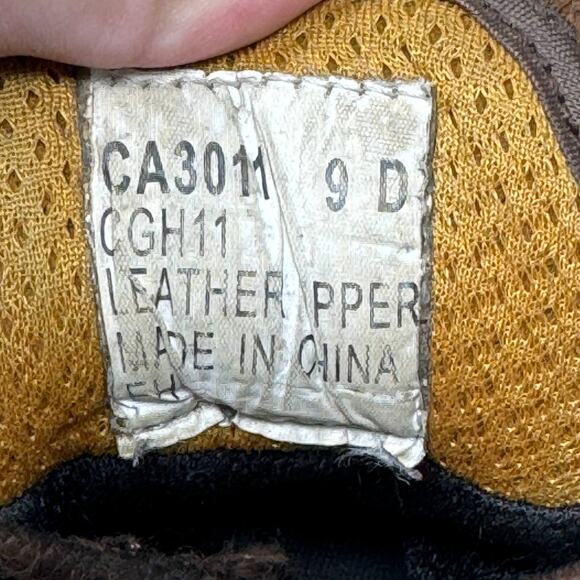 CA3011 9 D
CGH11
LEATHER PPER
MADE IN CHINA